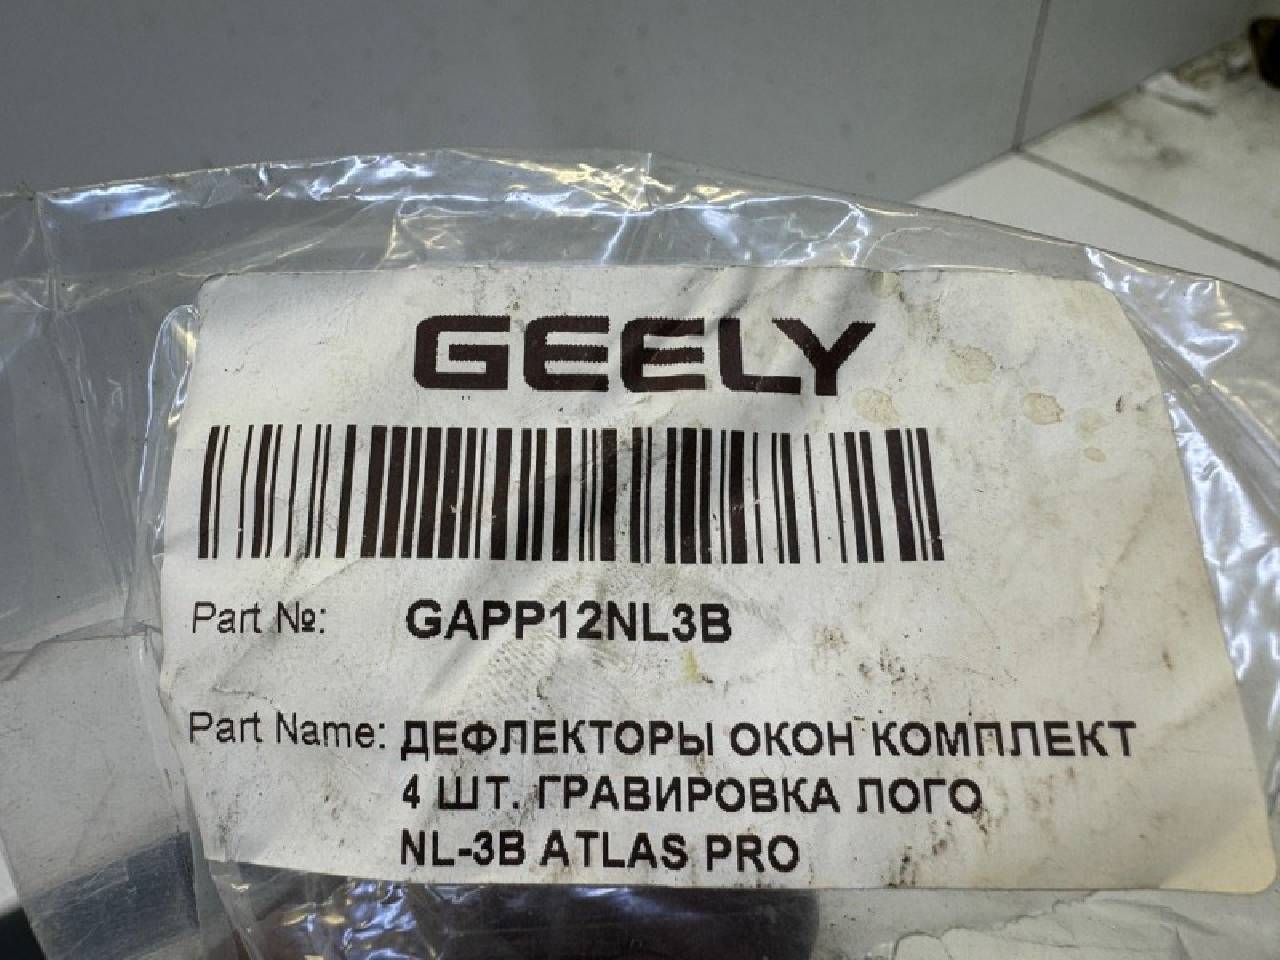 GEELY
Part №: GAPP12NL3B
Part Name: ДЕФЛЕКТОРЫ ОКОН КОМПЛЕКТ
4 ШТ. ГРАВИРОВКА ЛОГО
NL-3B ATLAS PRO